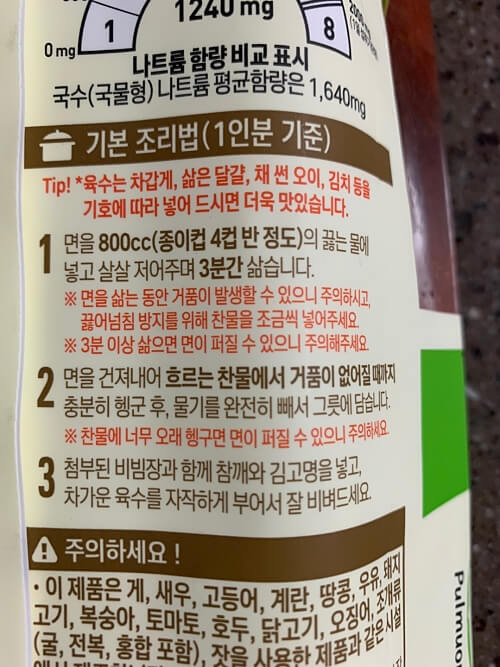 1240 mg
0 mg
1
8
나트륨 함량 비교 표시
국수(국물형) 나트륨 평균함량은 1,640mg
기본 조리법(1인분 기준)
Tip! *육수는 차갑게, 삶은 달걀, 채 썬 오이, 김치 등을
기호에 따라 넣어 드시면 더욱 맛있습니다.
1 면을 800cc(종이컵 4컵 반 정도)의 끓는 물에
넣고 살살 저어주며 3분간 삶습니다.
※ 면을 삶는 동안 거품이 발생할 수 있으니 주의하시고,
끓어넘침 방지를 위해 찬물을 조금씩 넣어주세요.
※ 3분 이상 삶으면 면이 퍼질 수 있으니 주의해주세요.
2 면을 건져내어 흐르는 찬물에서 거품이 없어질 때까지
충분히 헹군 후, 물기를 완전히 빼서 그릇에 담습니다.
※ 찬물에 너무 오래 헹구면 면이 퍼질 수 있으니 주의하세요.
3 첨부된 비빔장과 함께 참깨와 김고명을 넣고,
차가운 육수를 자작하게 부어서 잘 비벼드세요.
주의하세요!
· 이 제품은 게, 새우, 고등어, 계란, 땅콩, 우유, 돼지
고기, 복숭아, 토마토, 호두, 닭고기, 오징어, 조개류
(굴, 전복, 홍합 포함), 잣을 사용한 제품과 같은 시설
Pulmuo